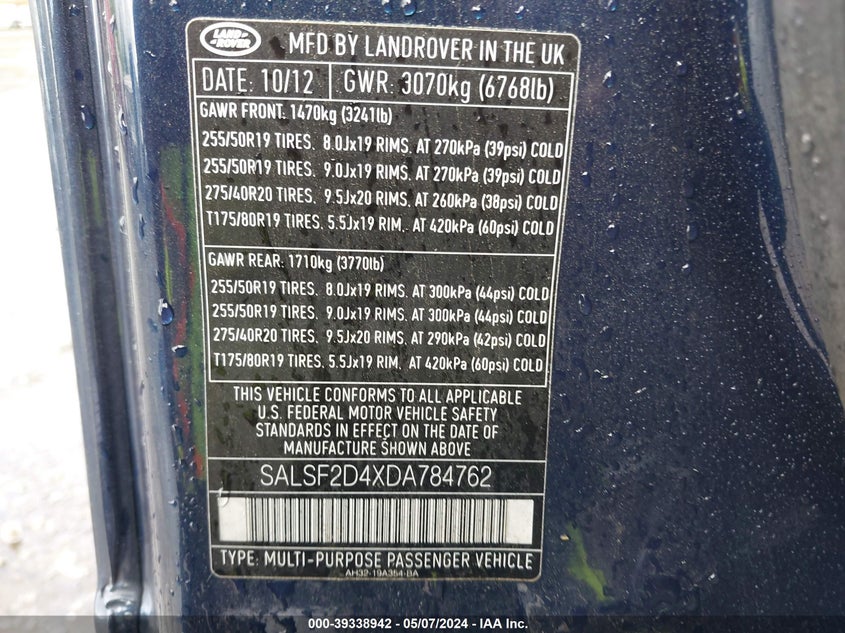 LAND ROVER
MFD BY LANDROVER IN THE UK
DATE: 10/12 GWR: 3070kg (6768lb)
GAWR FRONT: 1470kg (3241lb)
255/50R19 TIRES. 8.0Jx19 RIMS. AT 270kPa (39psi) COLD
255/50R19 TIRES. 9.0Jx19 RIMS. AT 270kPa (39psi) COLD
275/40R20 TIRES. 9.5Jx20 RIMS. AT 260kPa (38psi) COLD
T175/80R19 TIRES. 5.5Jx19 RIM. AT 420kPa (60psi) COLD
GAWR REAR: 1710kg (3770lb)
255/50R19 TIRES. 8.0Jx19 RIMS. AT 300kPa (44psi) COLD
255/50R19 TIRES. 9.0Jx19 RIMS. AT 300kPa (44psi) COLD
275/40R20 TIRES. 9.5Jx20 RIMS. AT 290kPa (42psi) COLD
T175/80R19 TIRES. 5.5Jx19 RIM. AT 420kPa (60psi) COLD
THIS VEHICLE CONFORMS TO ALL APPLICABLE
U.S. FEDERAL MOTOR VEHICLE SAFETY
STANDARDS IN EFFECT ON THE DATE OF
MANUFACTURE SHOWN ABOVE
SALSF2D4XDA784762
TYPE: MULTI-PURPOSE PASSENGER VEHICLE
AH32-19A354-BA
000-39338942 — 05/07/2024 — IAA Inc.